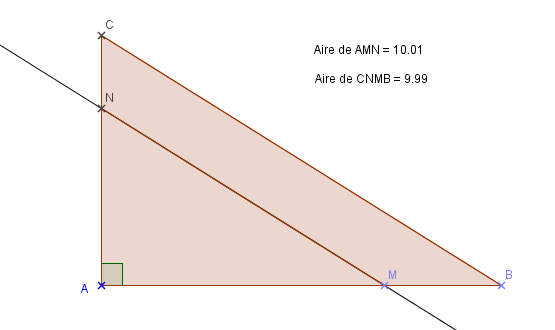 C
Aire de AMN = 10.01
Aire de CNMB = 9.99
N
M
B
A